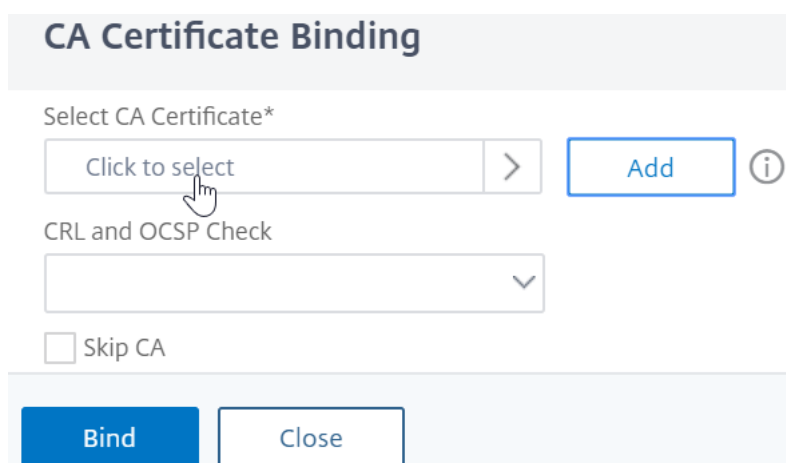 CA Certificate Binding
Select CA Certificate*
Click to select
Add
CRL and OCSP Check
Skip CA
Bind
Close